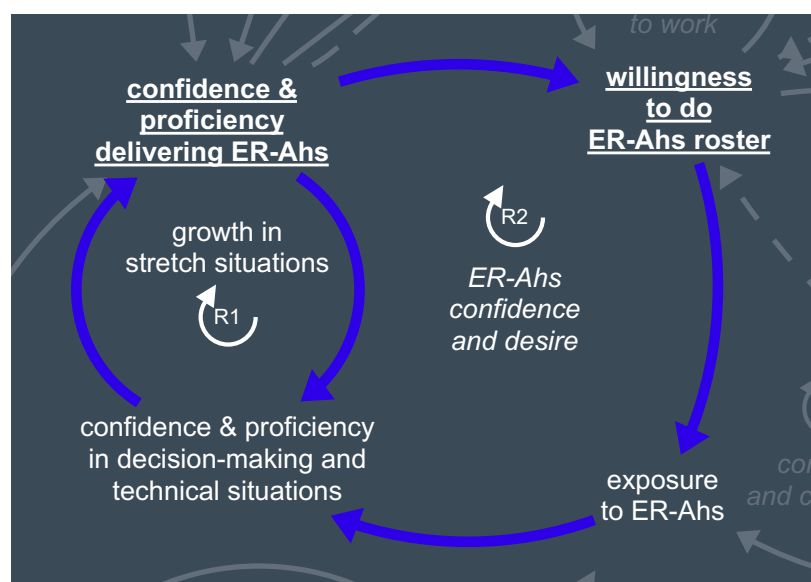 to work
confidence &
proficiency
delivering ER-Ahs
willingness
to do
ER-Ahs roster
growth in
stretch situations
R1
R2
ER-Ahs
confidence
and desire
confidence & proficiency
in decision-making and
technical situations
exposure
to ER-Ahs
and